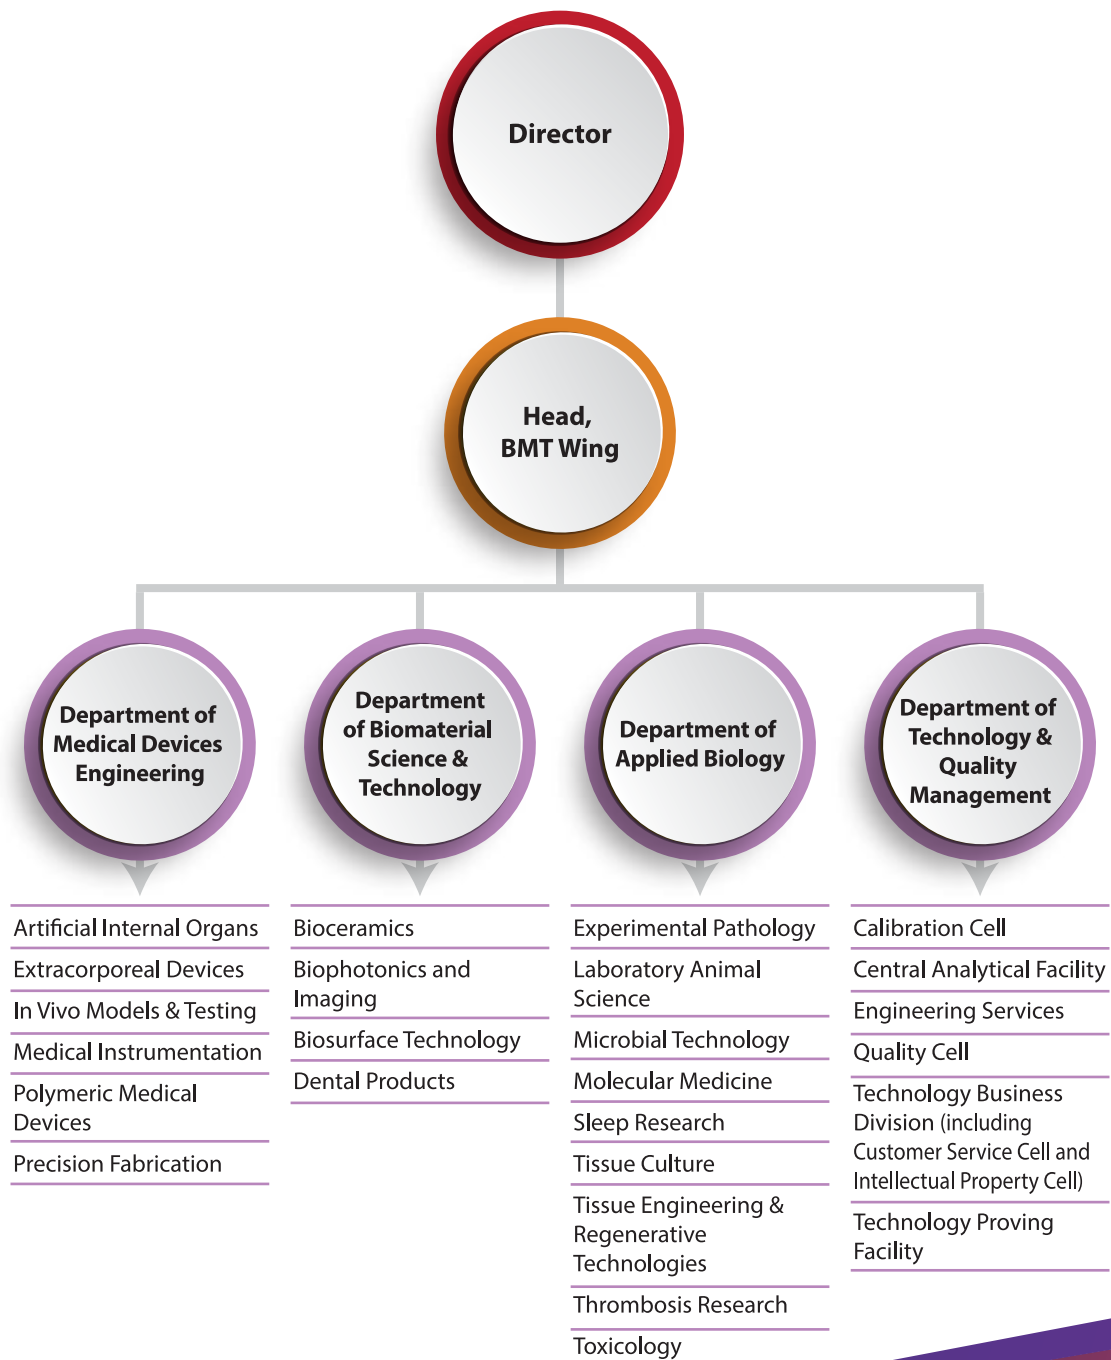 Director
Head,
BMT Wing
Department of
Medical Devices
Engineering
Department
of Biomaterial
Science &
Technology
Department of
Applied Biology
Department of
Technology &
Quality
Management
Artificial Internal Organs
Extracorporeal Devices
In Vivo Models & Testing
Medical Instrumentation
Polymeric Medical
Devices
Precision Fabrication
Bioceramics
Biophotonics and
Imaging
Biosurface Technology
Dental Products
Experimental Pathology
Laboratory Animal
Science
Microbial Technology
Molecular Medicine
Sleep Research
Tissue Culture
Tissue Engineering &
Regenerative
Technologies
Thrombosis Research
Toxicology
Calibration Cell
Central Analytical Facility
Engineering Services
Quality Cell
Technology Business
Division (including
Customer Service Cell and
Intellectual Property Cell)
Technology Proving
Facility